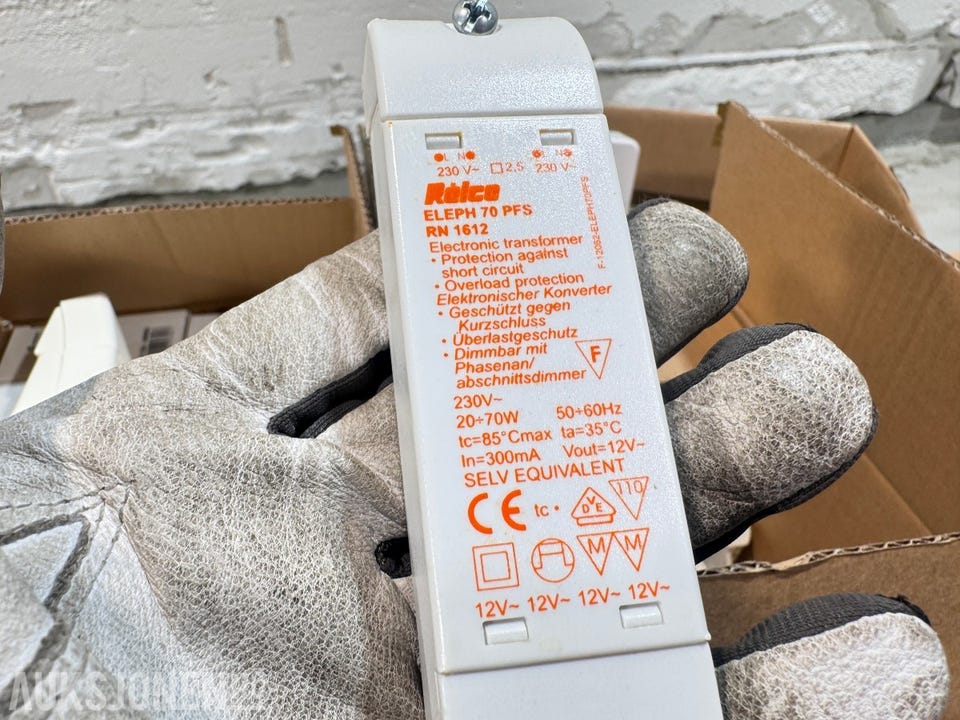 L N L N
230 V~ 2,5 230 V~
Relco
ELEPH 70 PFS
RN 1612
F-12052-ELEPH70PFS
Electronic transformer
• Protection against
short circuit
• Overload protection
Elektronischer Konverter
• Geschützt gegen
Kurzschluss
• Überlastgeschutz
• Dimmbar mit
Phasenan/
abschnittsdimmer
F
230V~
20÷70W 50÷60Hz
tc=85°Cmax ta=35°C
In=300mA Vout=12V~
SELV EQUIVALENT
CE tc • DVE 110
M M
12V~ 12V~ 12V~ 12V~